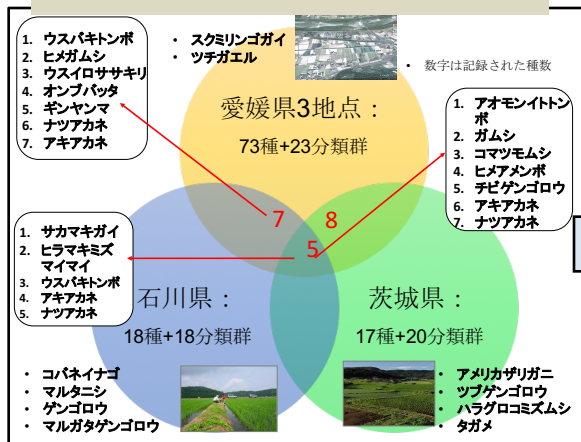 1. ウスバキトンボ
2. ヒメガムシ
3. ウスイロササキリ
4. オンブバッタ
5. ギンヤンマ
6. ナツアカネ
7. アキアカネ
• スクミリンゴガイ
• ツチガエル
• 数字は記録された種数
愛媛県3地点：
73種+23分類群
1. アオモンイトトン
ボ
2. ガムシ
3. コマツモムシ
4. ヒメアメンボ
5. チビゲンゴロウ
6. アキアカネ
7. ナツアカネ
7
8
5
1. サカマキガイ
2. ヒラマキミズ
マイマイ
3. ウスバキトンボ
4. アキアカネ
5. ナツアカネ
石川県：
18種+18分類群
茨城県：
17種+20分類群
• コバネイナゴ
• マルタニシ
• ゲンゴロウ
• マルガタゲンゴロウ
• アメリカザリガニ
• ツブゲンゴロウ
• ハラグロコミズムシ
• タガメ